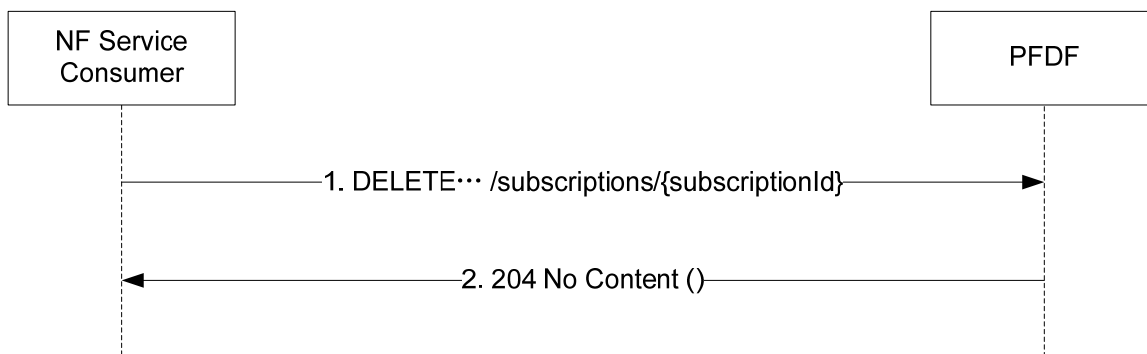 NF Service
Consumer
PFDF
1. DELETE··· /subscriptions/{subscriptionId}
2. 204 No Content ()